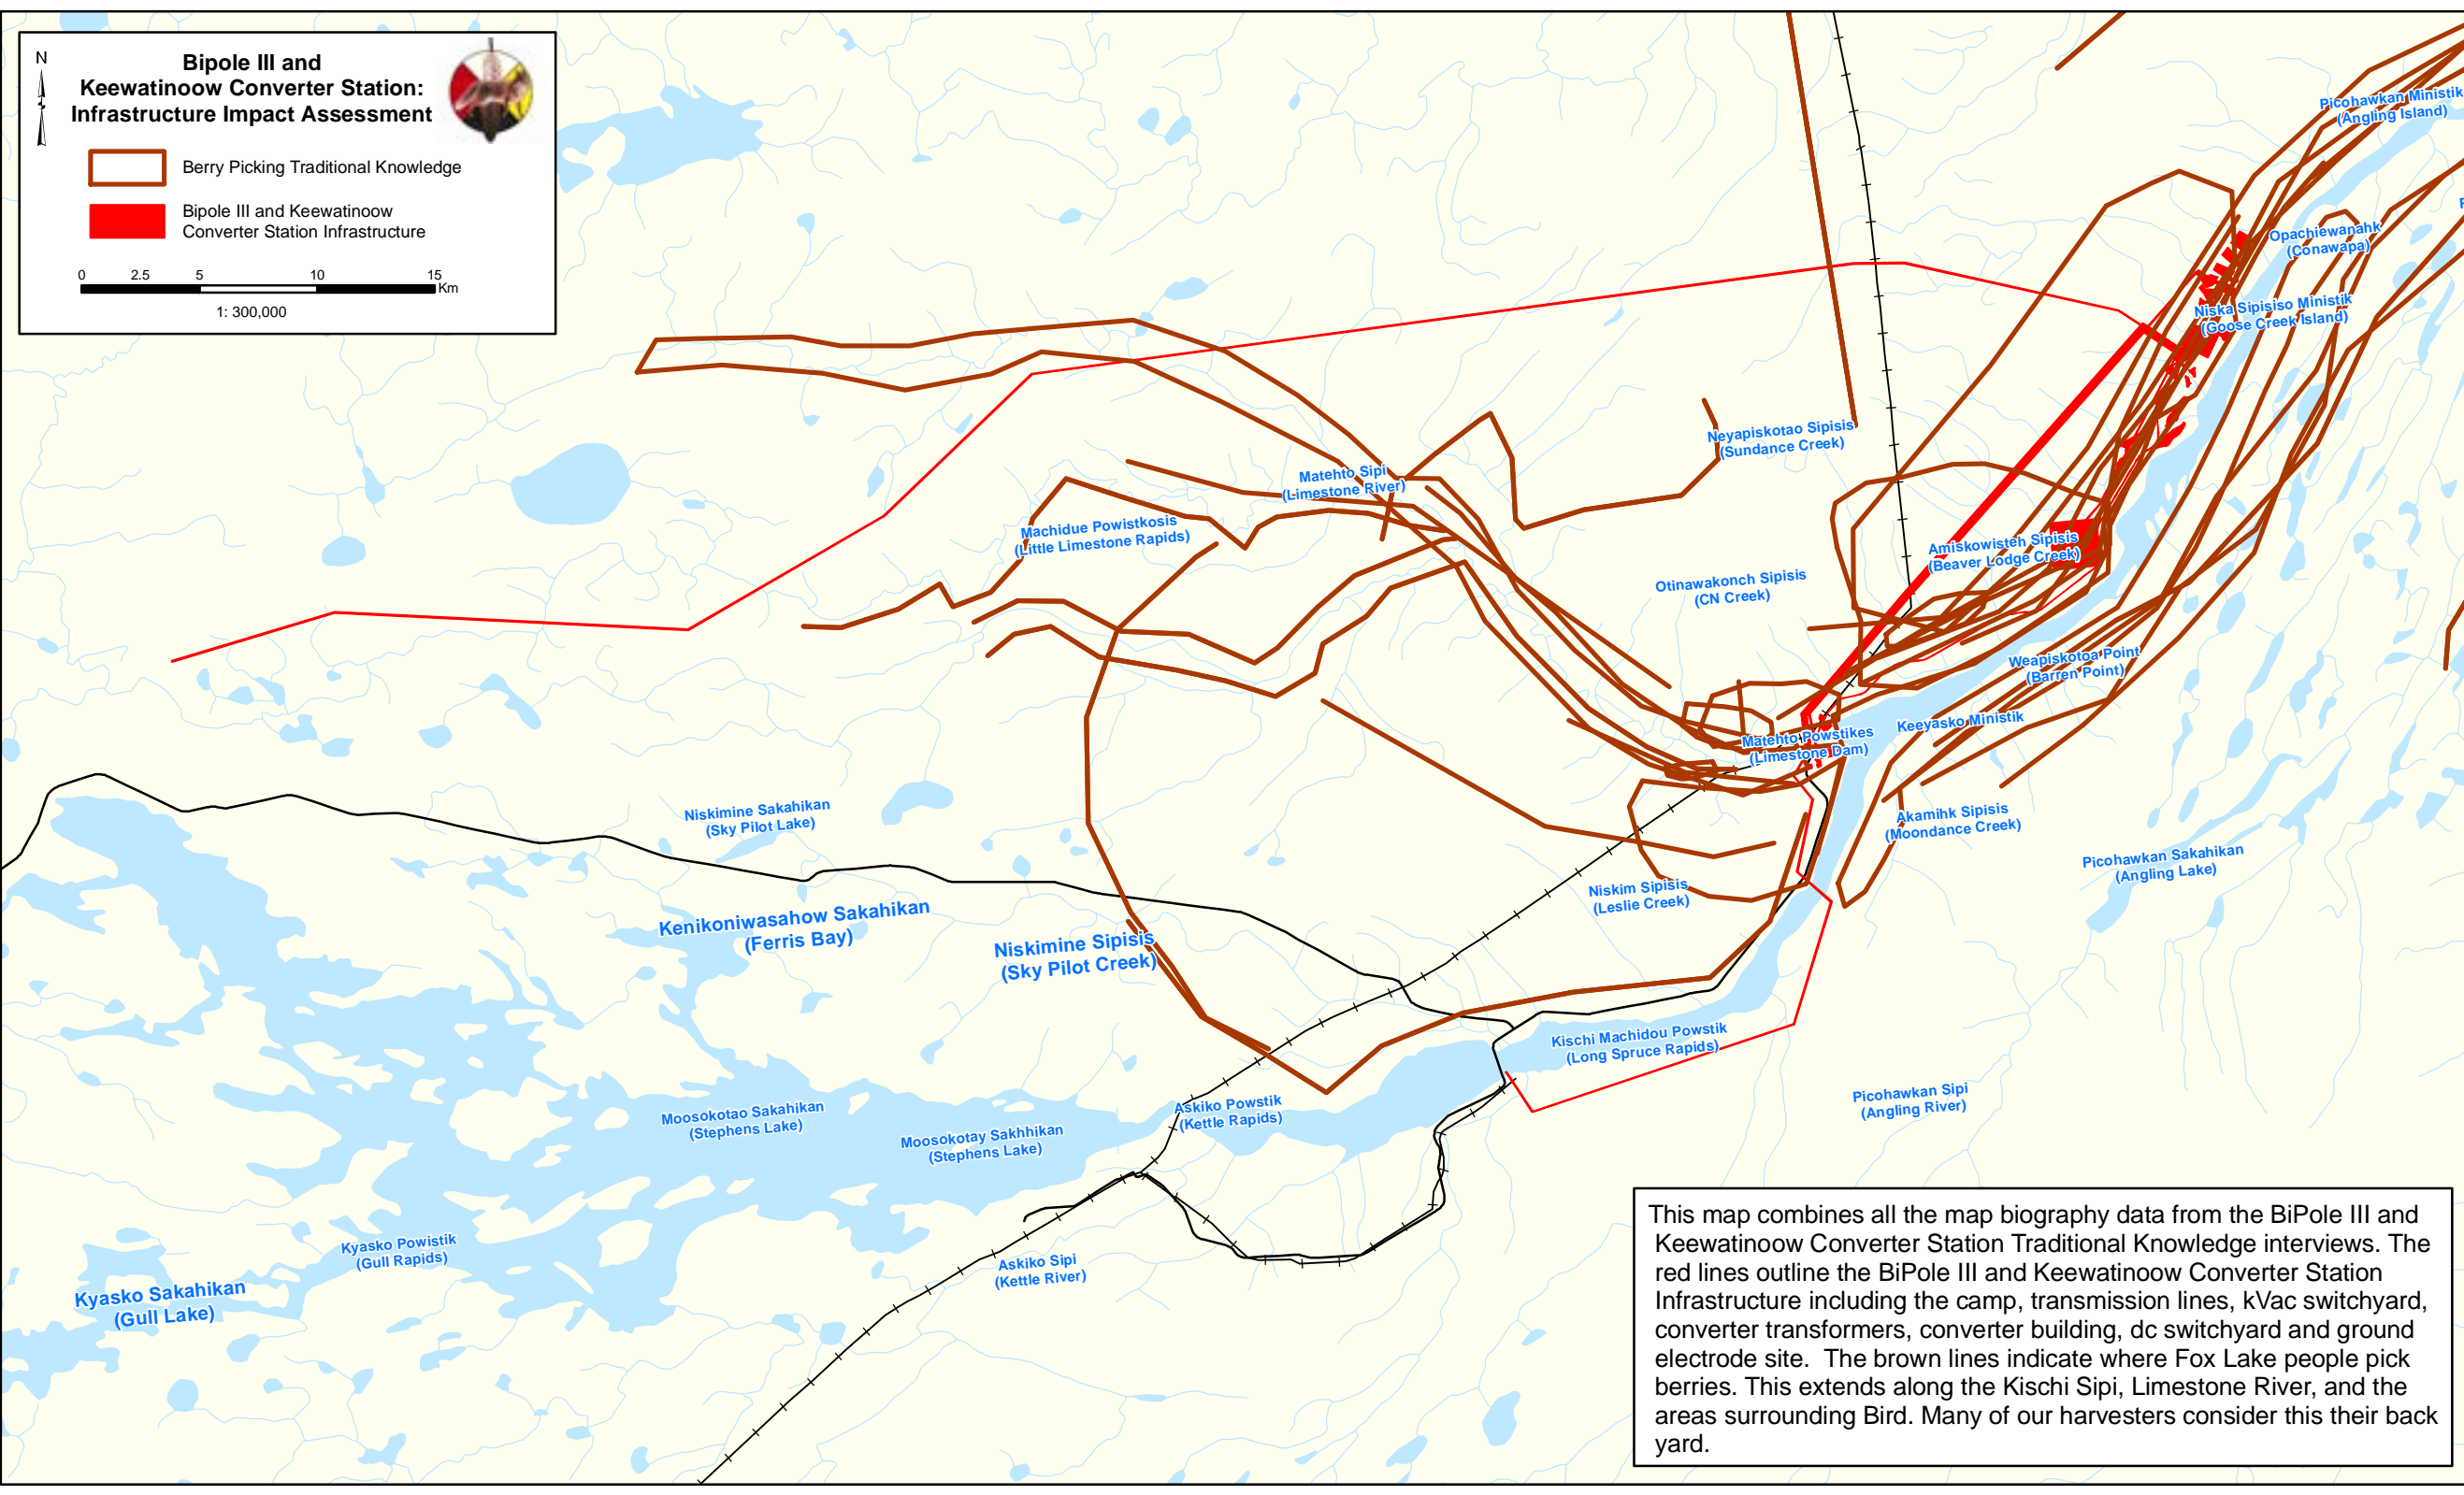 N
Bipole III and
Keewatinoow Converter Station:
Infrastructure Impact Assessment
Berry Picking Traditional Knowledge
Bipole III and Keewatinoow
Converter Station Infrastructure
0 2.5 5 10 15
Km
1: 300,000
Picohawkan Ministik
(Angling Island)
Opachiewanahk
(Conawapa)
Niska Sipisiso Ministik
(Goose Creek Island)
Neyapiskotao Sipisis
(Sundance Creek)
Matehto Sipi
(Limestone River)
Machidue Powistkosis
(Little Limestone Rapids)
Amiskowisteh Sipisis
(Beaver Lodge Creek)
Otinawakonch Sipisis
(CN Creek)
Weapiskotoa Point
(Barren Point)
Keeyasko Ministik
Matehto Powstikes
(Limestone Dam)
Akamihk Sipisis
(Moondance Creek)
Niskimine Sakahikan
(Sky Pilot Lake)
Picohawkan Sakahikan
(Angling Lake)
Niskim Sipisis
(Leslie Creek)
Kenikoniwasahow Sakahikan
(Ferris Bay)
Niskimine Sipisis
(Sky Pilot Creek)
Kischi Machidou Powstik
(Long Spruce Rapids)
Picohawkan Sipi
(Angling River)
Askiko Powstik
(Kettle Rapids)
Moosokotao Sakahikan
(Stephens Lake)
Moosokotay Sakhhikan
(Stephens Lake)
Kyasko Powistik
(Gull Rapids)
Askiko Sipi
(Kettle River)
Kyasko Sakahikan
(Gull Lake)
This map combines all the map biography data from the BiPole III and
Keewatinoow Converter Station Traditional Knowledge interviews. The
red lines outline the BiPole III and Keewatinoow Converter Station
Infrastructure including the camp, transmission lines, kVac switchyard,
converter transformers, converter building, dc switchyard and ground
electrode site.  The brown lines indicate where Fox Lake people pick
berries. This extends along the Kischi Sipi, Limestone River, and the
areas surrounding Bird. Many of our harvesters consider this their back
yard.